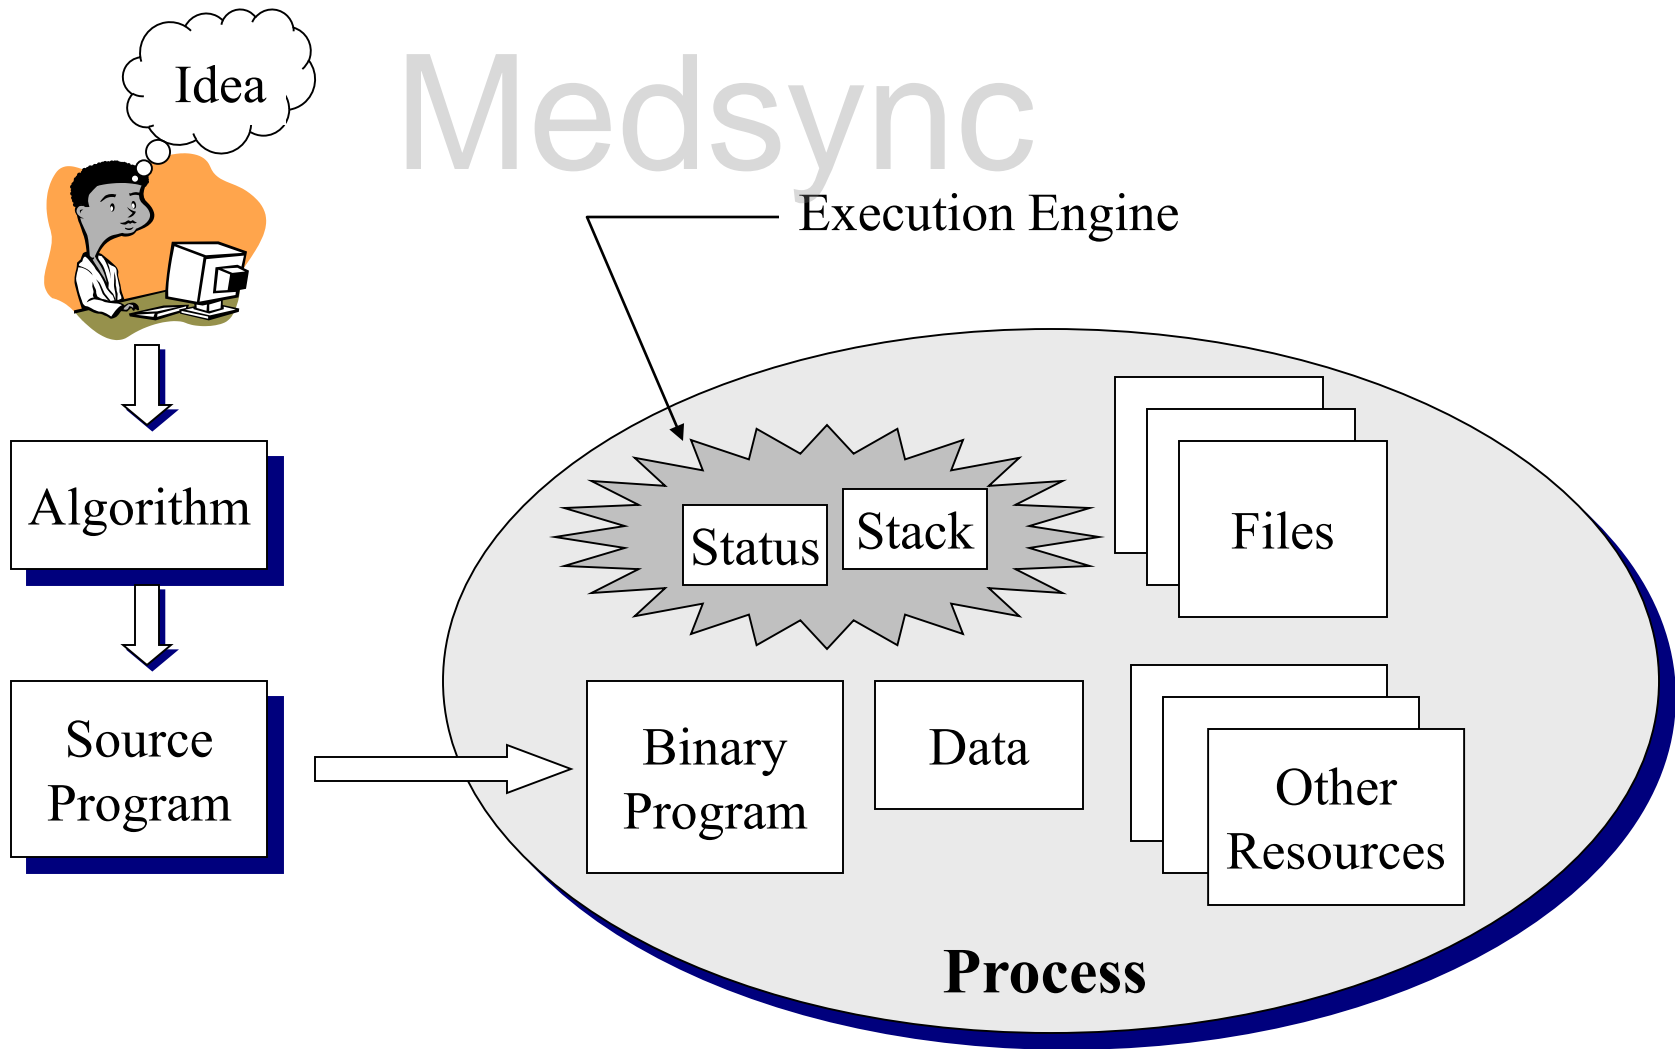 Idea
Medsync
Execution Engine
Algorithm
Status
Stack
Files
Source
Program
Binary
Program
Data
Other
Resources
Process